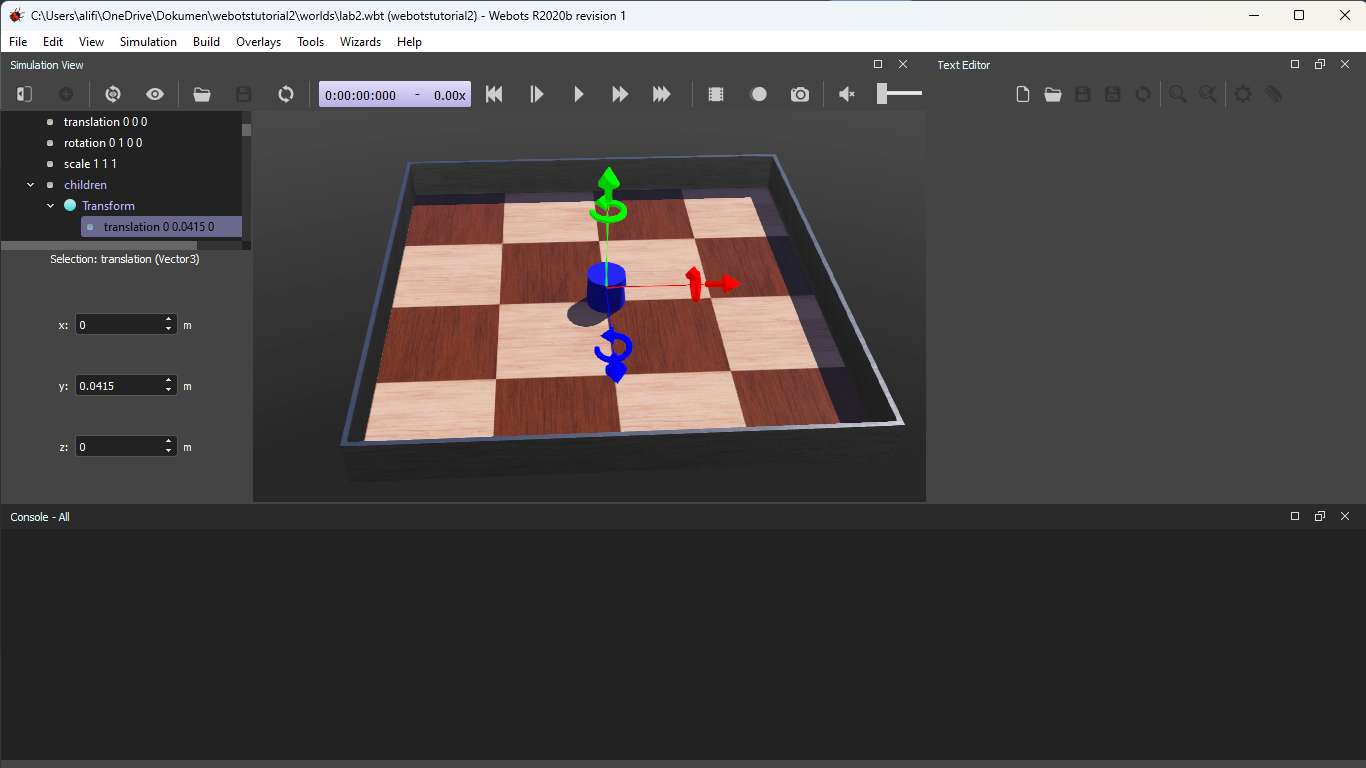 C:\Users\alifi\OneDrive\Dokumen\webotstutorial2\worlds\lab2.wbt (webotstutorial2) - Webots R2020b revision 1
File Edit View Simulation Build Overlays Tools Wizards Help
Simulation View
Text Editor
0:00:00:000 - 0.00x
translation 0 0 0
rotation 0 1 0 0
scale 1 1 1
children
Transform
translation 0 0.0415 0
Selection: translation (Vector3)
x: 0 m
y: 0.0415 m
z: 0 m
Console - All